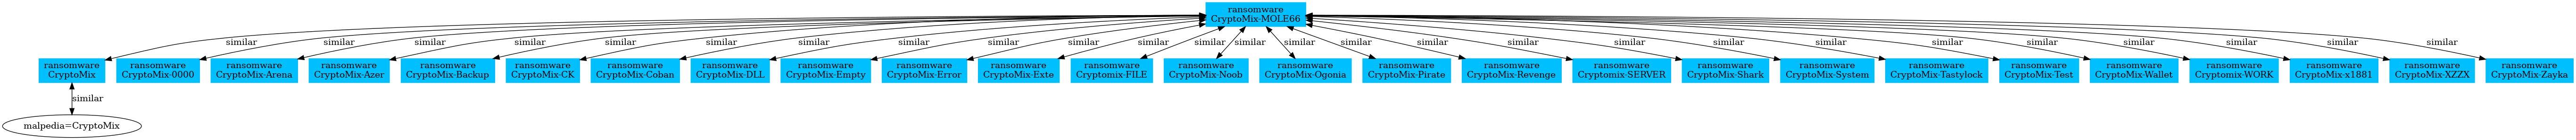 ransomware
CryptoMix-MOLE66
similar similar similar similar similar similar similar similar similar similar similar similar similar similar similar similar similar similar similar similar similar similar similar similar
ransomware
CryptoMix
ransomware
CryptoMix-0000
ransomware
CryptoMix-Arena
ransomware
CryptoMix-Azer
ransomware
CryptoMix-Backup
ransomware
CryptoMix-CK
ransomware
CryptoMix-Coban
ransomware
CryptoMix-DLL
ransomware
CryptoMix-Empty
ransomware
CryptoMix-Error
ransomware
CryptoMix-Exte
ransomware
Cryptomix-FILE
ransomware
CryptoMix-Noob
ransomware
CryptoMix-Ogonia
ransomware
CryptoMix-Pirate
ransomware
CryptoMix-Revenge
ransomware
Cryptomix-SERVER
ransomware
CryptoMix-Shark
ransomware
CryptoMix-System
ransomware
CryptoMix-Tastylock
ransomware
CryptoMix-Test
ransomware
CryptoMix-Wallet
ransomware
Cryptomix-WORK
ransomware
CryptoMix-x1881
ransomware
CryptoMix-XZZX
ransomware
CryptoMix-Zayka
similar
malpedia=CryptoMix